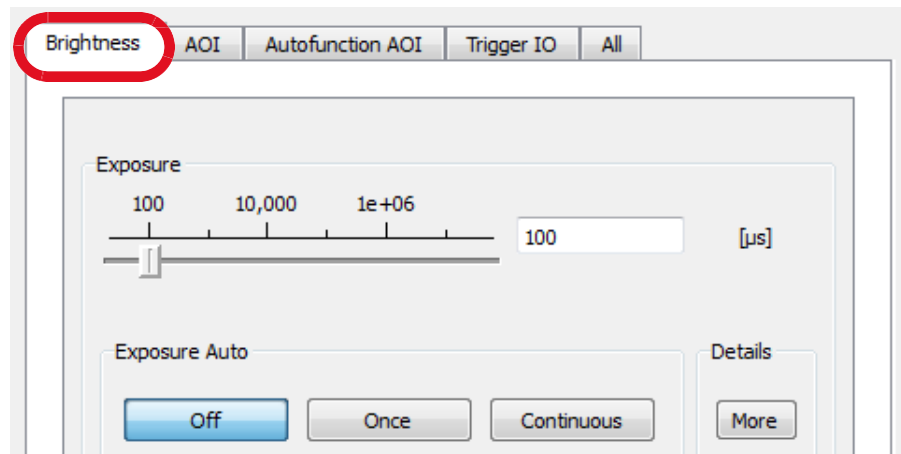 Brightness AOI Autofunction AOI Trigger IO All
Exposure
100 10,000 1e+06
100 [µs]
Exposure Auto Details
Off Once Continuous More